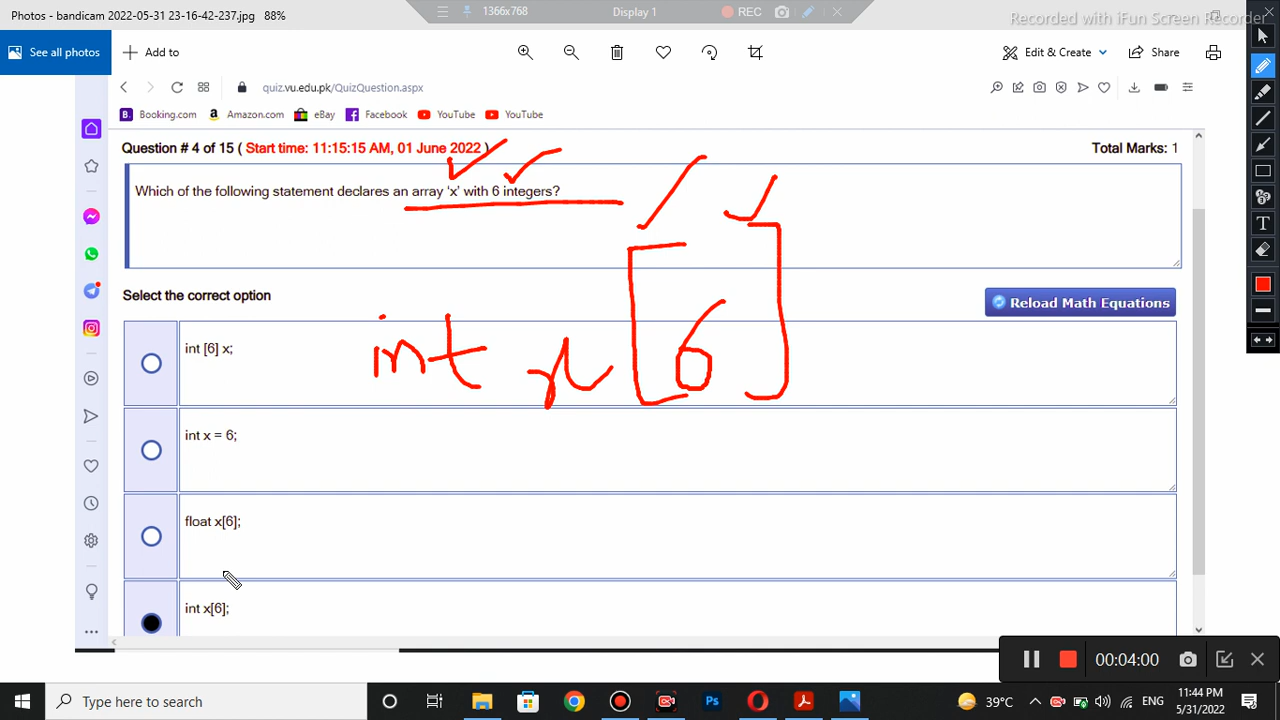 Photos - bandicam 2022-05-31 23-16-42-237.jpg 88%
1366x768
Display 1
REC
Recorded with iFun Screen Recorder
See all photos
Add to
Edit & Create
Share
quiz.vu.edu.pk/QuizQuestion.aspx
Booking.com
Amazon.com
eBay
Facebook
YouTube
YouTube
Question # 4 of 15 ( Start time: 11:15:15 AM, 01 June 2022 )
Total Marks: 1
Which of the following statement declares an array 'x' with 6 integers?
Select the correct option
Reload Math Equations
int [6] x;
int x [6]
int x = 6;
float x[6];
int x[6];
00:04:00
Type here to search
Ps
39°C
ENG
11:44 PM
5/31/2022